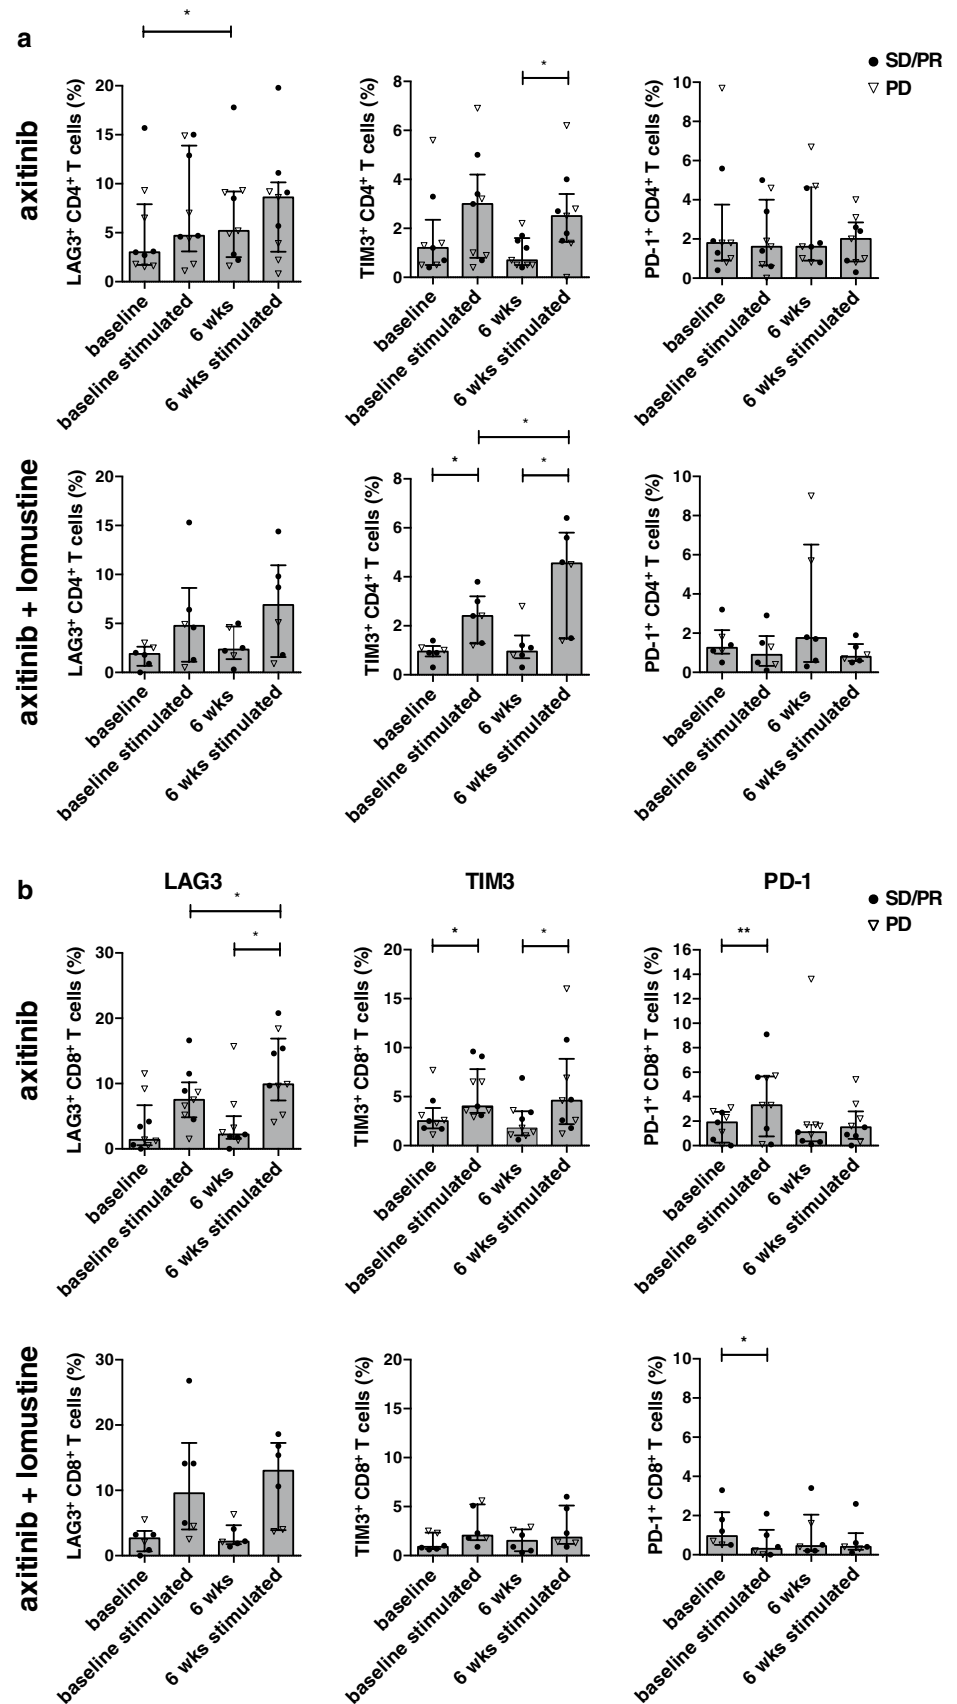 a
*
SD/PR
PD
axitinib
LAG3+ CD4+ T cells (%)
20
15
10
5
0
baseline
baseline stimulated
6 wks
6 wks stimulated
*
TIM3+ CD4+ T cells (%)
8
6
4
2
0
baseline
baseline stimulated
6 wks
6 wks stimulated
PD-1+ CD4+ T cells (%)
10
8
6
4
2
0
baseline
baseline stimulated
6 wks
6 wks stimulated
axitinib + lomustine
LAG3+ CD4+ T cells (%)
20
15
10
5
0
baseline
baseline stimulated
6 wks
6 wks stimulated
*
*
*
TIM3+ CD4+ T cells (%)
8
6
4
2
0
baseline
baseline stimulated
6 wks
6 wks stimulated
PD-1+ CD4+ T cells (%)
10
8
6
4
2
0
baseline
baseline stimulated
6 wks
6 wks stimulated
b
LAG3
TIM3
PD-1
SD/PR
PD
axitinib
*
*
LAG3+ CD8+ T cells (%)
30
20
10
0
baseline
baseline stimulated
6 wks
6 wks stimulated
*
*
TIM3+ CD8+ T cells (%)
20
15
10
5
0
baseline
baseline stimulated
6 wks
6 wks stimulated
**
PD-1+ CD8+ T cells (%)
16
14
12
10
8
6
4
2
0
baseline
baseline stimulated
6 wks
6 wks stimulated
axitinib + lomustine
LAG3+ CD8+ T cells (%)
30
20
10
0
baseline
baseline stimulated
6 wks
6 wks stimulated
TIM3+ CD8+ T cells (%)
20
15
10
5
0
baseline
baseline stimulated
6 wks
6 wks stimulated
*
PD-1+ CD8+ T cells (%)
10
8
6
4
2
0
baseline
baseline stimulated
6 wks
6 wks stimulated